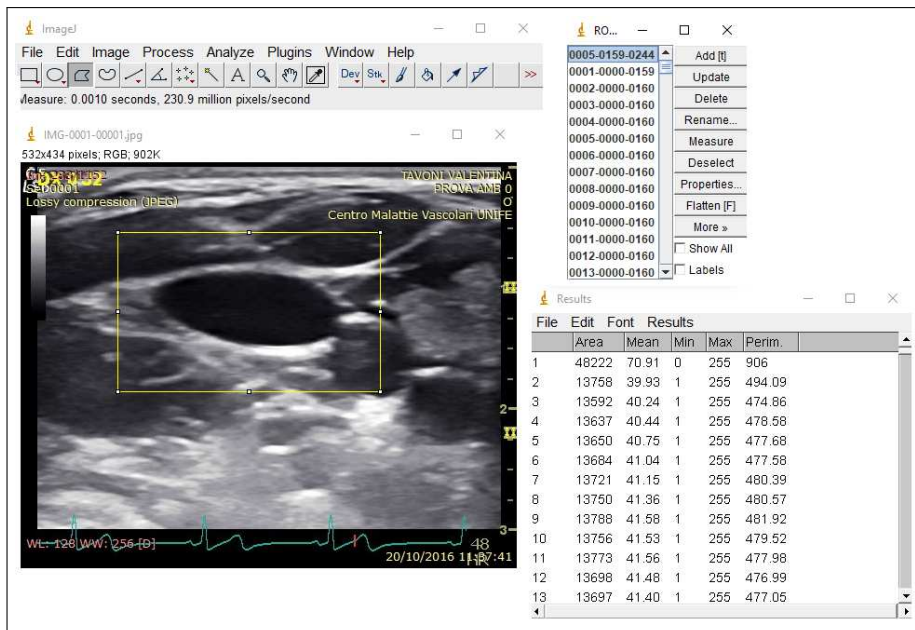 ImageJ
File Edit Image Process Analyze Plugins Window Help
A Dev Stk >>
Measure: 0.0010 seconds, 230.9 million pixels/second
IMG-0001-00001.jpg
532x434 pixels; RGB; 902K
Se: 0001
Lossy compression (JPEG)
TAVONI VALENTINA
PROVA AMB 0
O
Centro Malattie Vascolari UNIFE
2
3
WL: 128 WW: 256 [D]
48
HR
20/10/2016 11:37:41
RO...
0005-0159-0244
0001-0000-0159
0002-0000-0160
0003-0000-0160
0004-0000-0160
0005-0000-0160
0006-0000-0160
0007-0000-0160
0008-0000-0160
0009-0000-0160
0010-0000-0160
0011-0000-0160
0012-0000-0160
0013-0000-0160
Add [t]
Update
Delete
Rename...
Measure
Deselect
Properties...
Flatten [F]
More »
Show All
Labels
Results
File Edit Font Results
Area Mean Min Max Perim.
1 48222 70.91 0 255 906
2 13758 39.93 1 255 494.09
3 13592 40.24 1 255 474.86
4 13637 40.44 1 255 478.58
5 13650 40.75 1 255 477.68
6 13684 41.04 1 255 477.58
7 13721 41.15 1 255 480.39
8 13750 41.36 1 255 480.57
9 13788 41.58 1 255 481.92
10 13756 41.53 1 255 479.52
11 13773 41.56 1 255 477.98
12 13698 41.48 1 255 476.99
13 13697 41.40 1 255 477.05